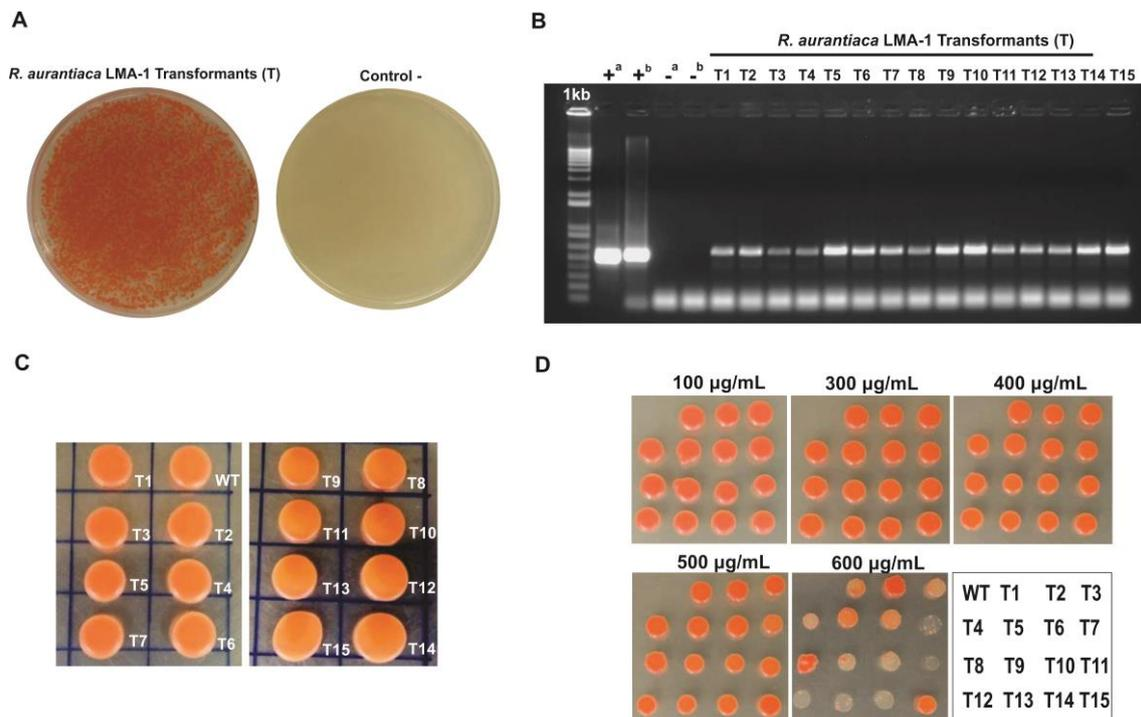 A
R. aurantiaca LMA-1 Transformants (T)
Control -
B
R. aurantiaca LMA-1 Transformants (T)
+a +b -a -b T1 T2 T3 T4 T5 T6 T7 T8 T9 T10 T11 T12 T13 T14 T15
1kb
C
T1 WT
T3 T2
T5 T4
T7 T6
T9 T8
T11 T10
T13 T12
T15 T14
D
100 µg/mL
300 µg/mL
400 µg/mL
500 µg/mL
600 µg/mL
WT T1 T2 T3
T4 T5 T6 T7
T8 T9 T10 T11
T12 T13 T14 T15